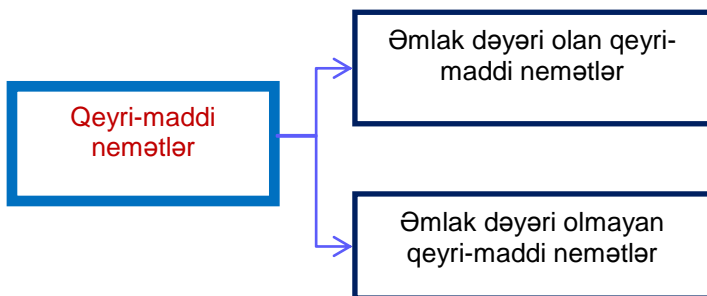 Qeyri-maddi
nemətlər
Əmlak dəyəri olan qeyri-
maddi nemətlər
Əmlak dəyəri olmayan
qeyri-maddi nemətlər